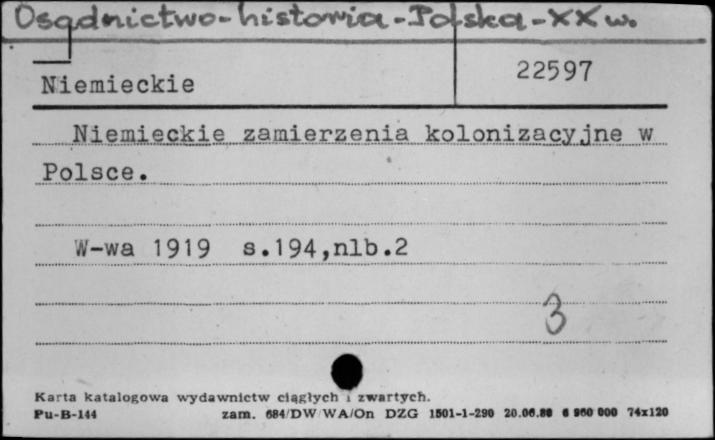 Osadnictwo-historia-Polska-XX w.
Niemieckie
22597
Niemieckie zamierzenia kolonizacyjne w
Polsce.
W-wa 1919 s.194,nlb.2
3
Karta katalogowa wydawnictw ciągłych i zwartych.
Pu-B-144 zam. 684/DW/WA/On DZG 1501-1-290 20.06.80 6 960 000 74x120